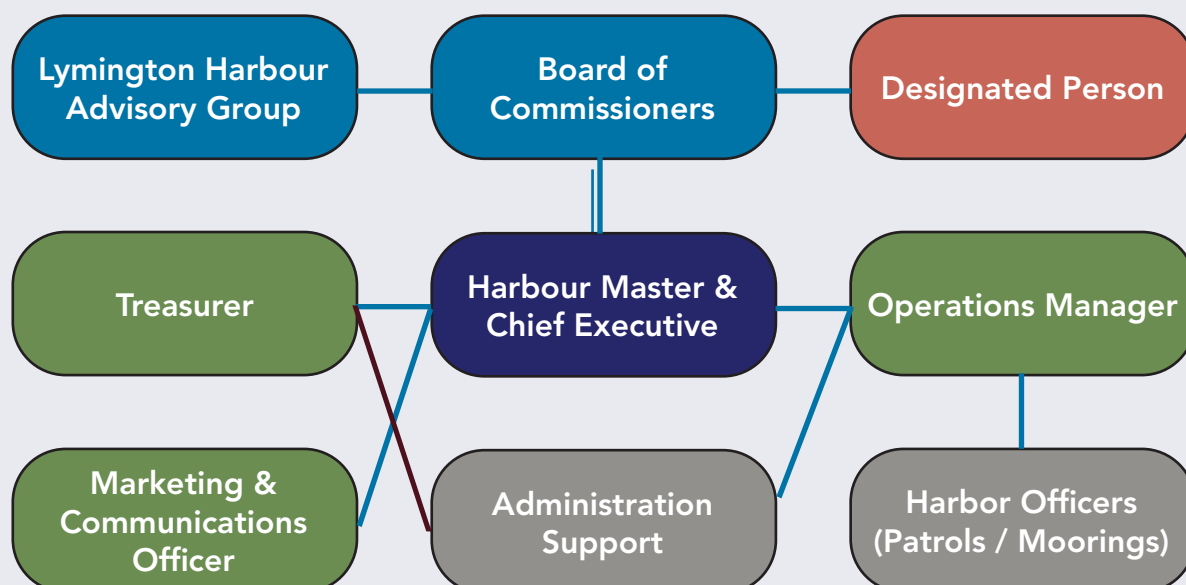 Lymington Harbour
Advisory Group
Board of
Commissioners
Designated Person
Treasurer
Harbour Master &
Chief Executive
Operations Manager
Marketing &
Communications
Officer
Administration
Support
Harbor Officers
(Patrols / Moorings)